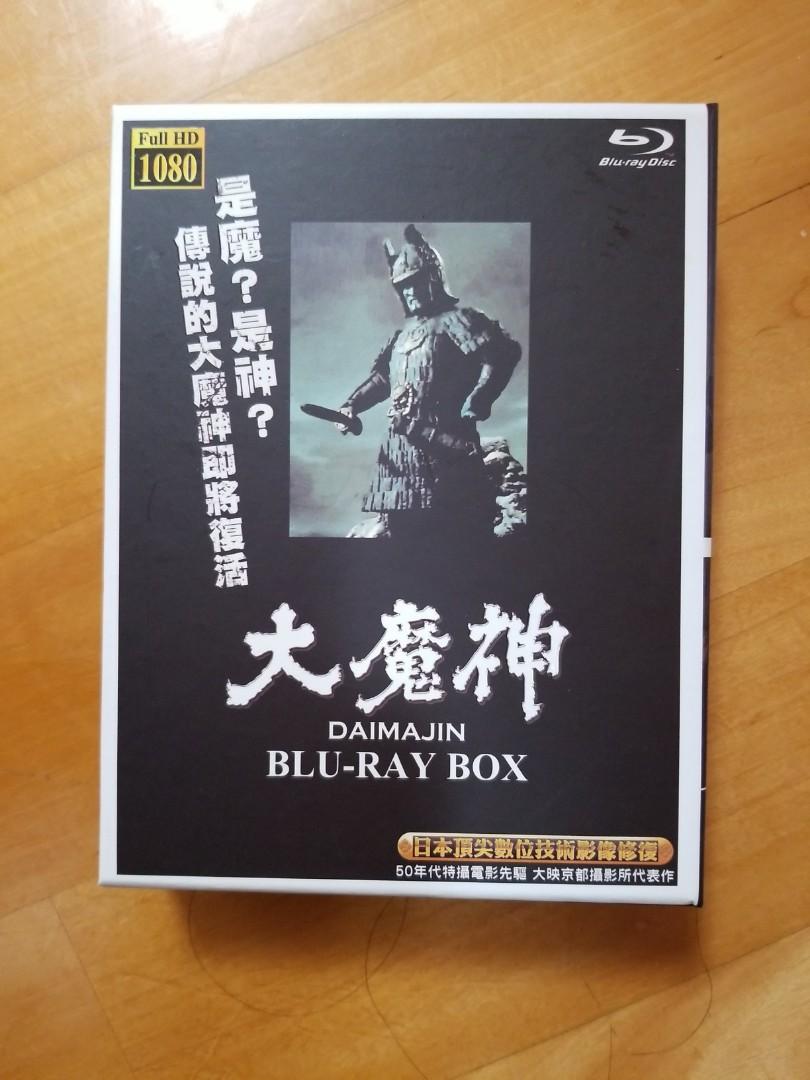 Full HD
1080
Blu-ray Disc
是魔？是神？
傳說的大魔神即將復活
大魔神
DAIMAJIN
BLU-RAY BOX
日本頂尖數位技術影像修復
50年代特攝電影先驅 大映京都攝影所代表作